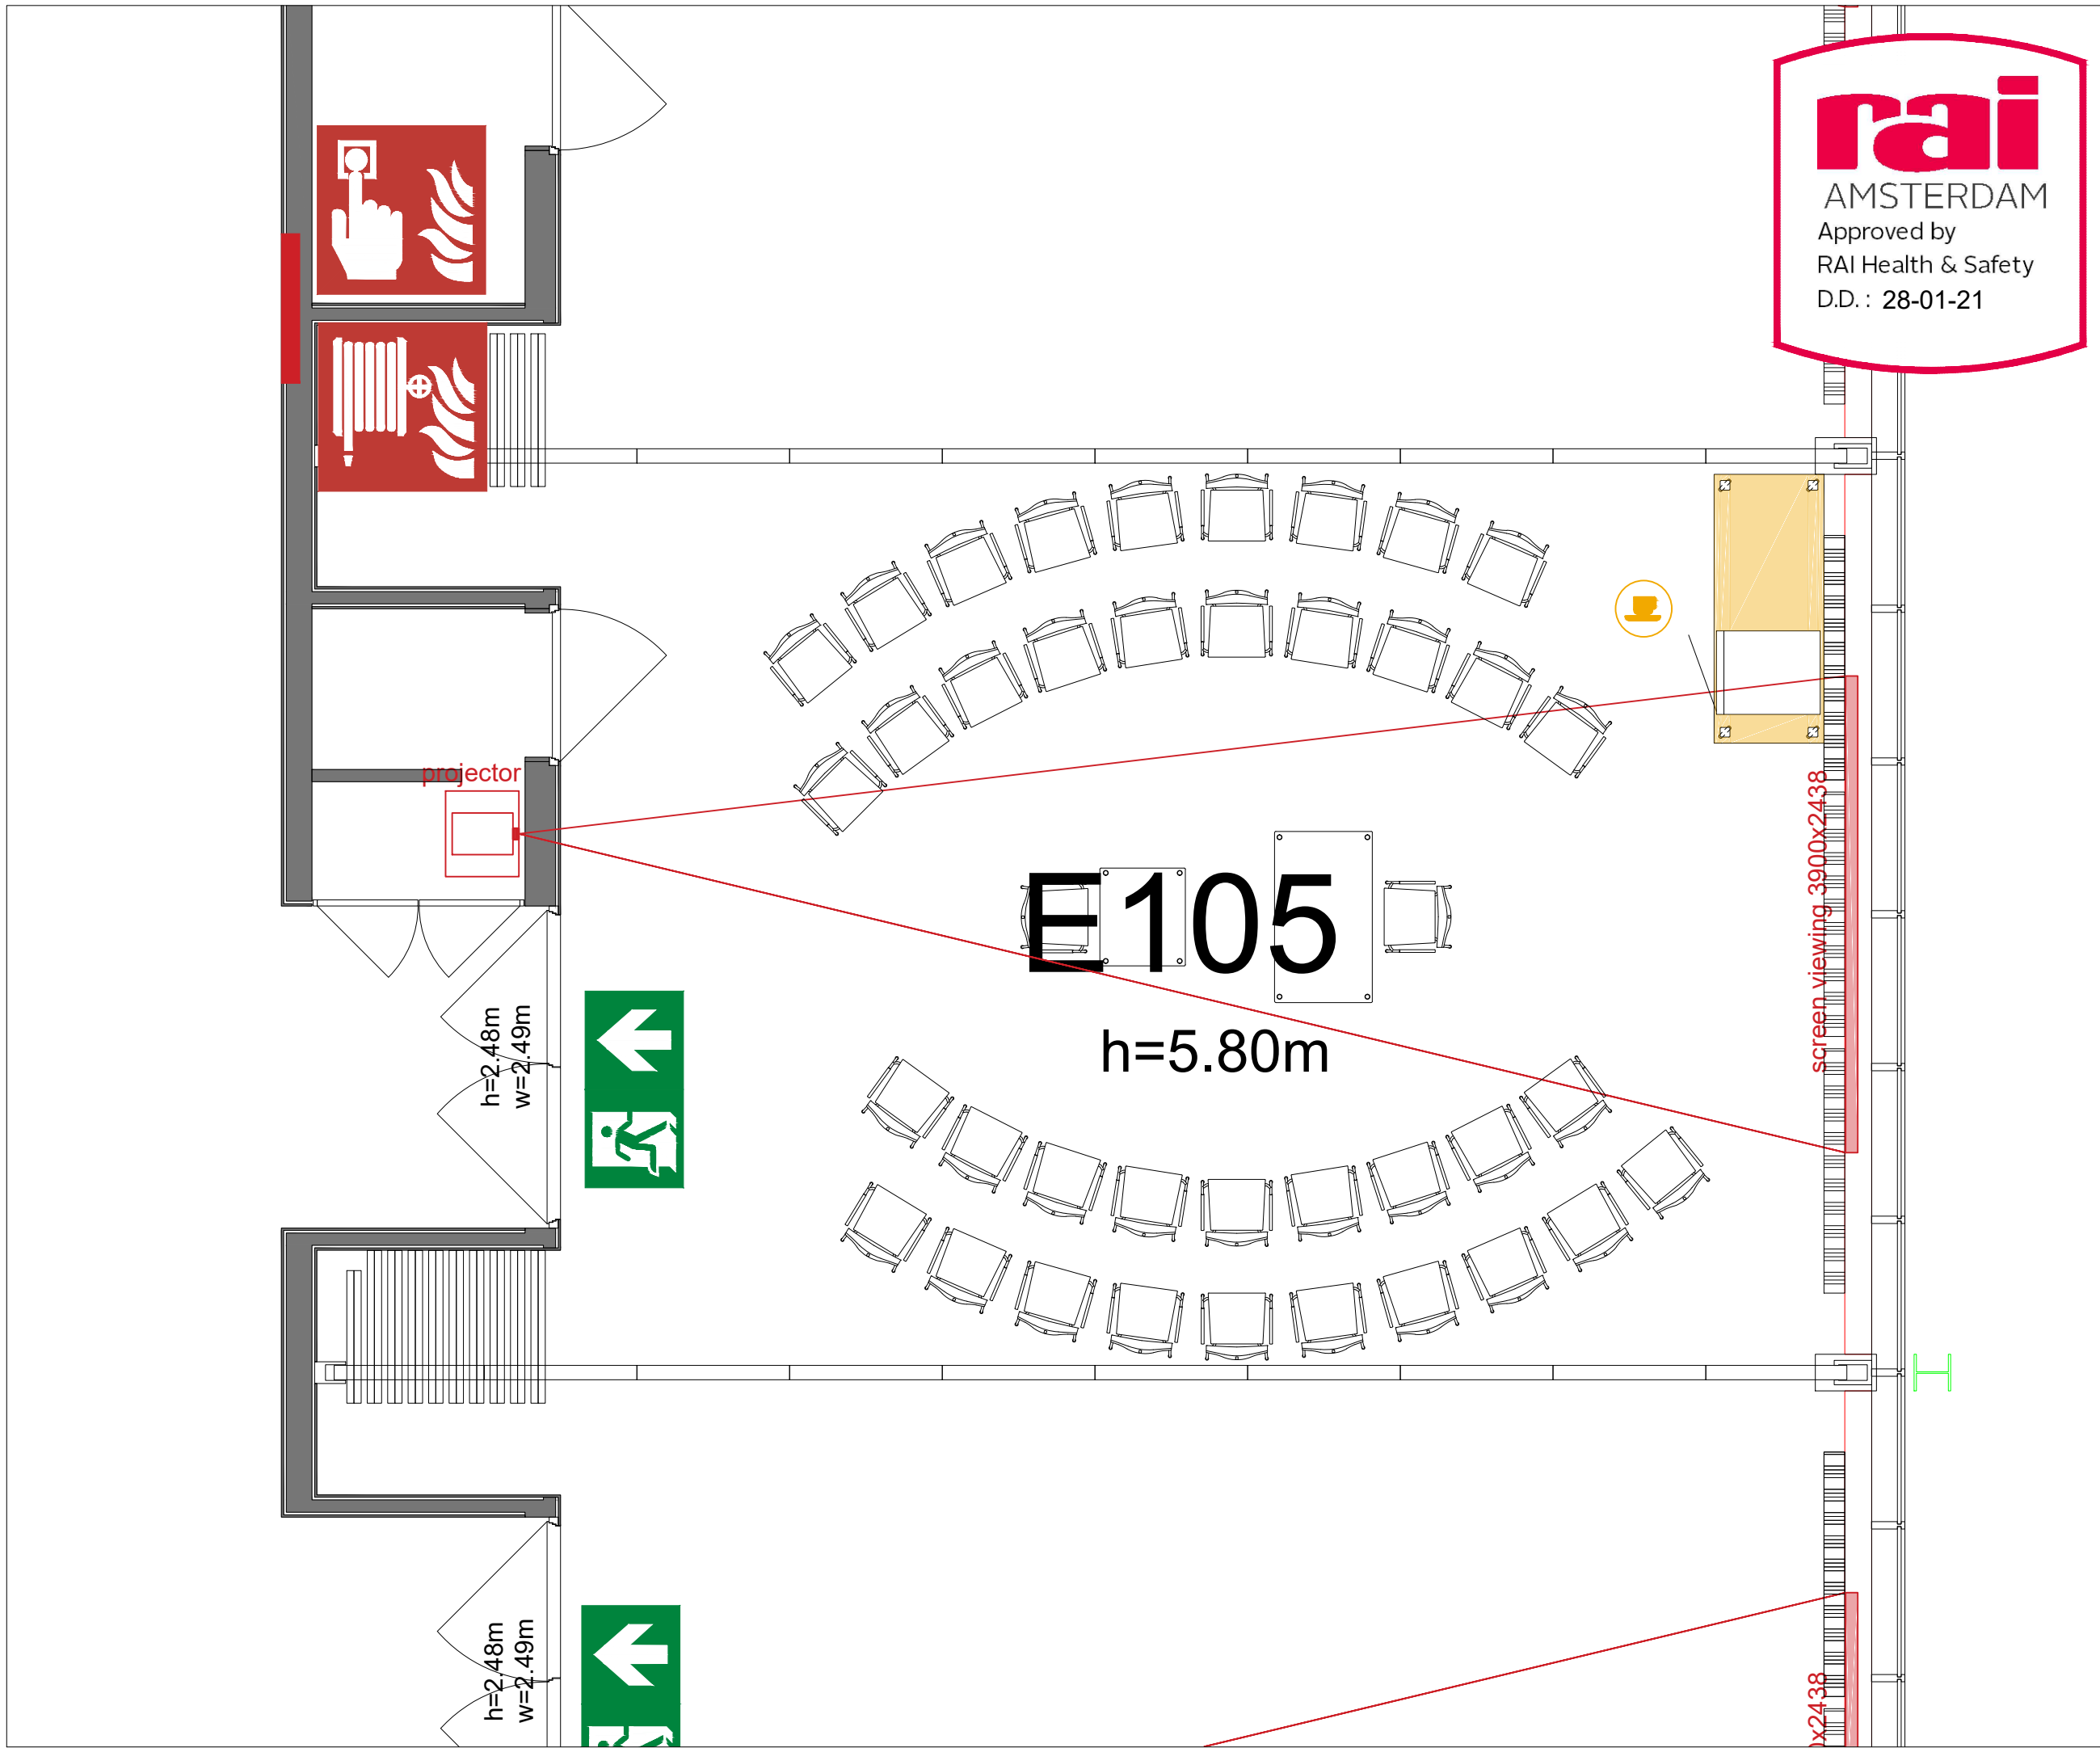 rai
AMSTERDAM
Approved by
RAI Health & Safety
D.D. : 28-01-21
projector
screen viewing 3900x2438
E105
h=5.80m
h=2.48m
w=2.49m
h=2.48m
w=2.49m
x2438